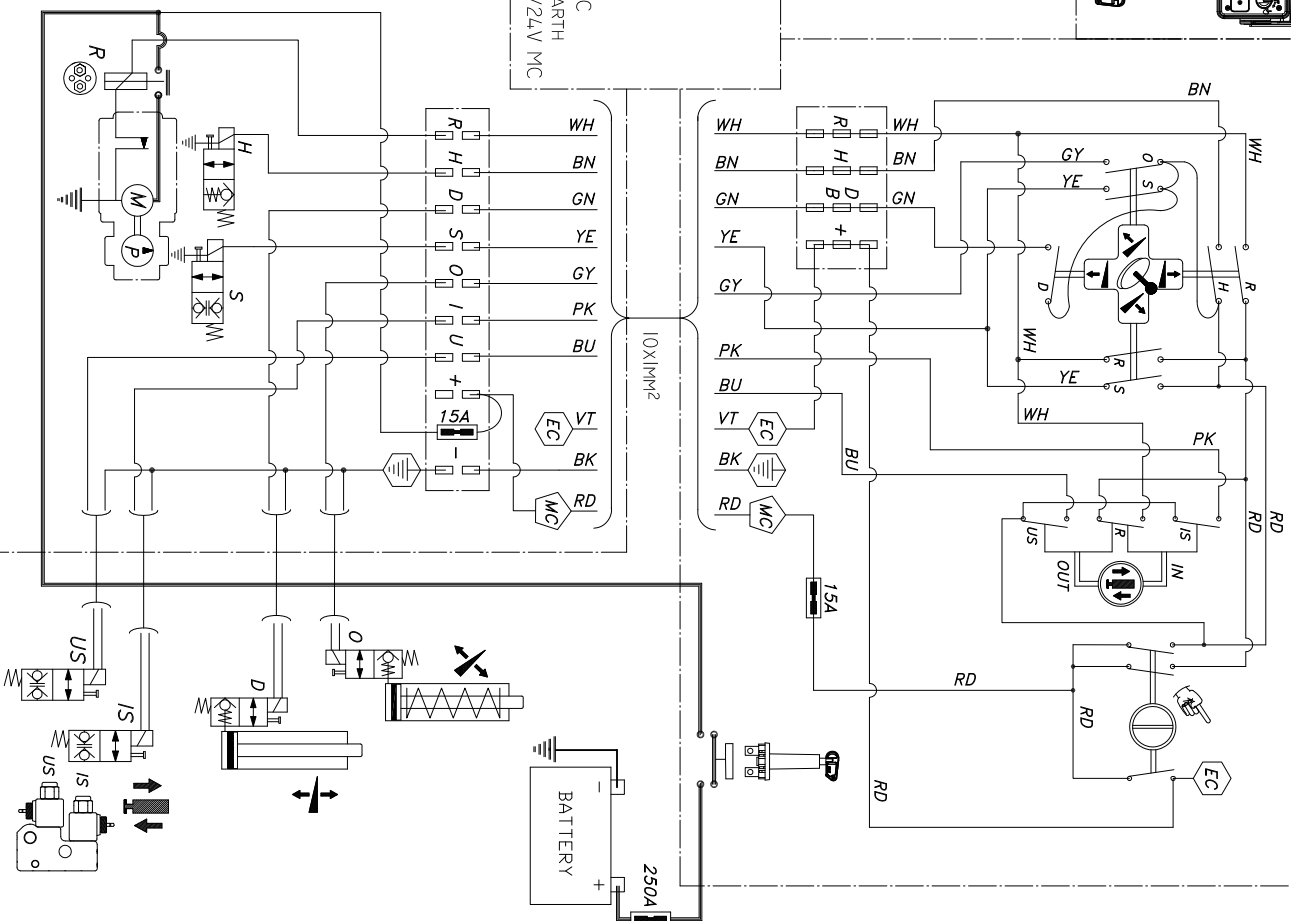 C
ARTH
/24V MC
R
H
S
M
P
R
H
D
S
O
I
U
+
15A
−
WH
BN
GN
YE
GY
PK
BU
EC
VT
BK
MC
RD
10x1MM²
WH
BN
GN
YE
GY
PK
BU
VT
EC
BK
RD
MC
R
H
D
B
+
WH
BN
GN
BN
WH
GY
YE
O
S
D
H
R
WH
YE
R
S
WH
PK
BU
RD
RD
US
R
IS
OUT
IN
15A
RD
RD
RD
EC
US
IS
D
O
US
IS
BATTERY
−
+
250A